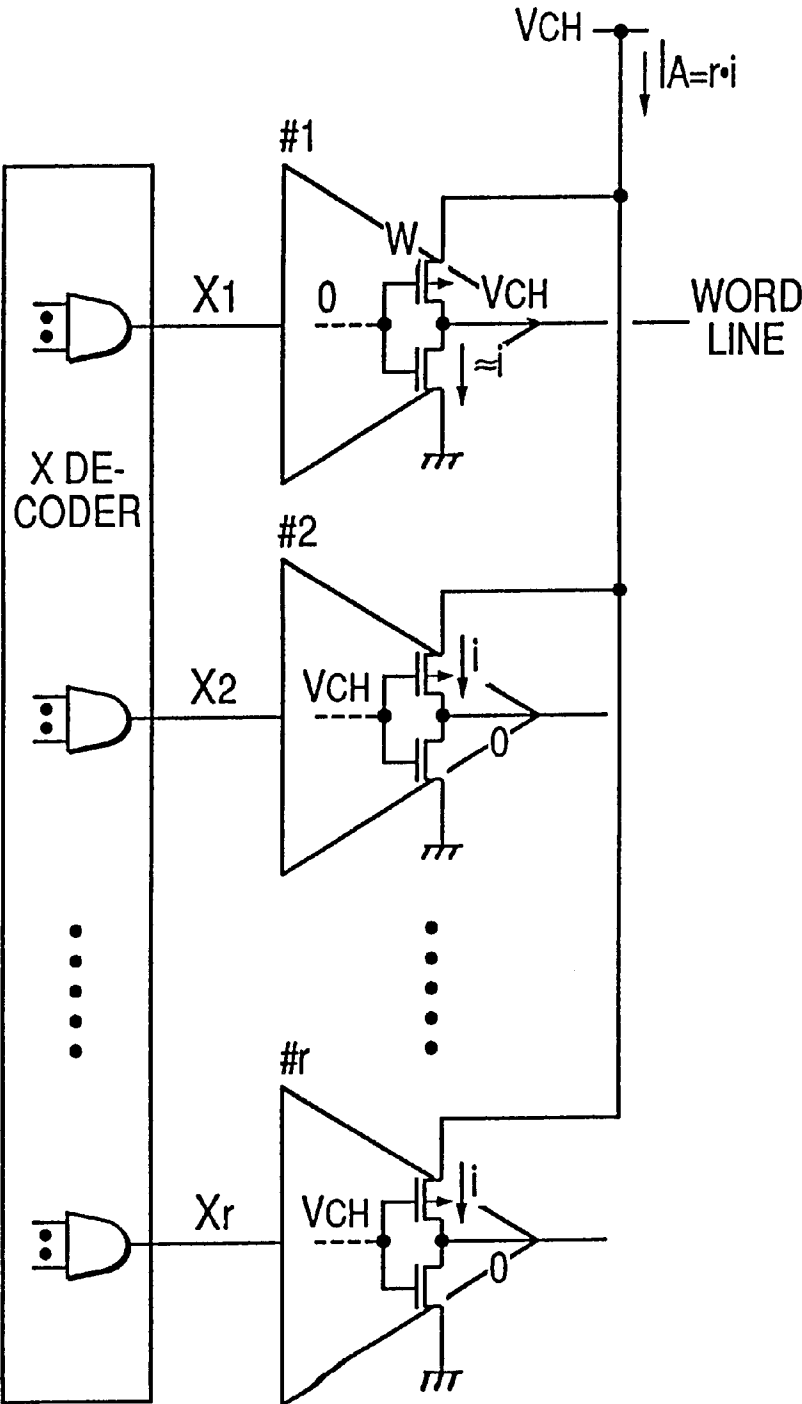 VCH
IA=r•i
#1
W
X1
0
VCH
WORD
LINE
≈i
X DE-
CODER
#2
i
X2
VCH
0
#r
i
Xr
VCH
0